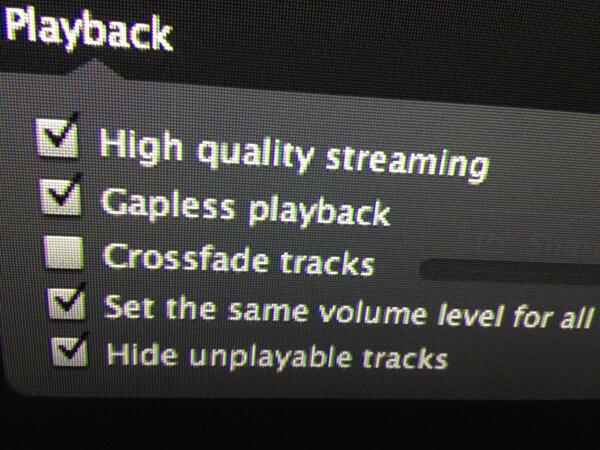 Playback
High quality streaming
Gapless playback
Crossfade tracks
Set the same volume level for all
Hide unplayable tracks